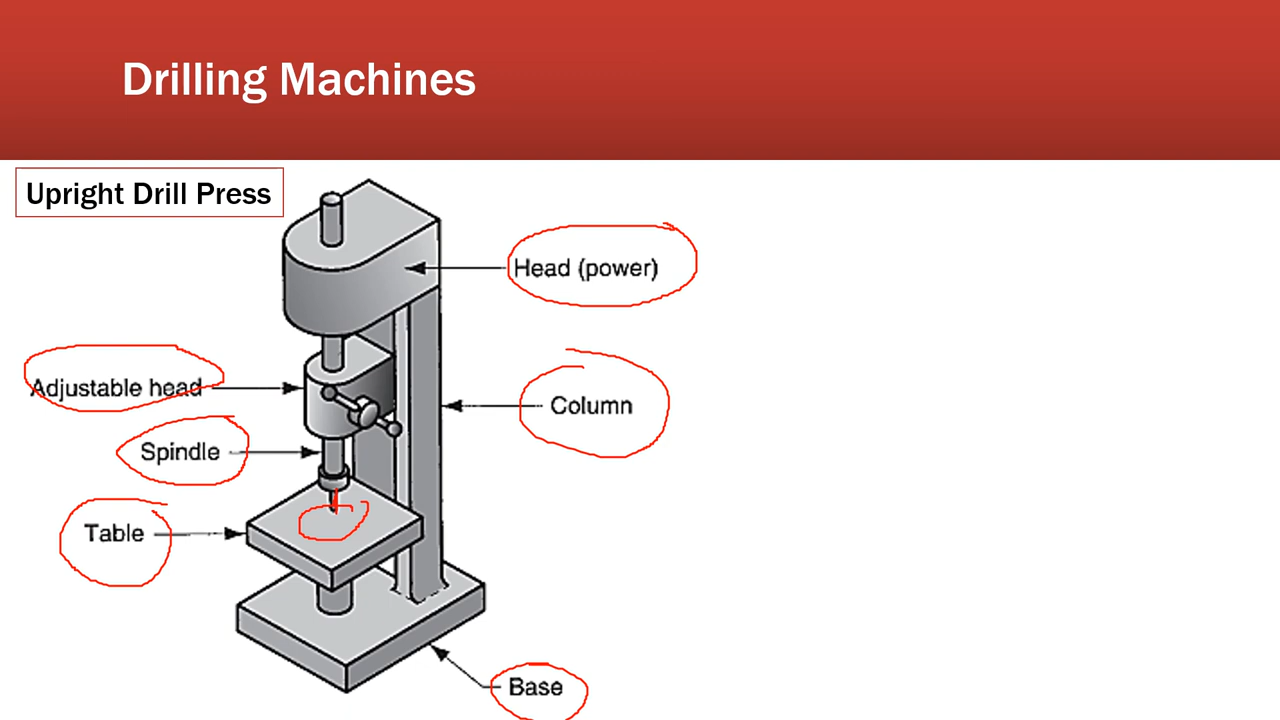 Drilling Machines
Upright Drill Press
Head (power)
Adjustable head
Column
Spindle
Table
Base